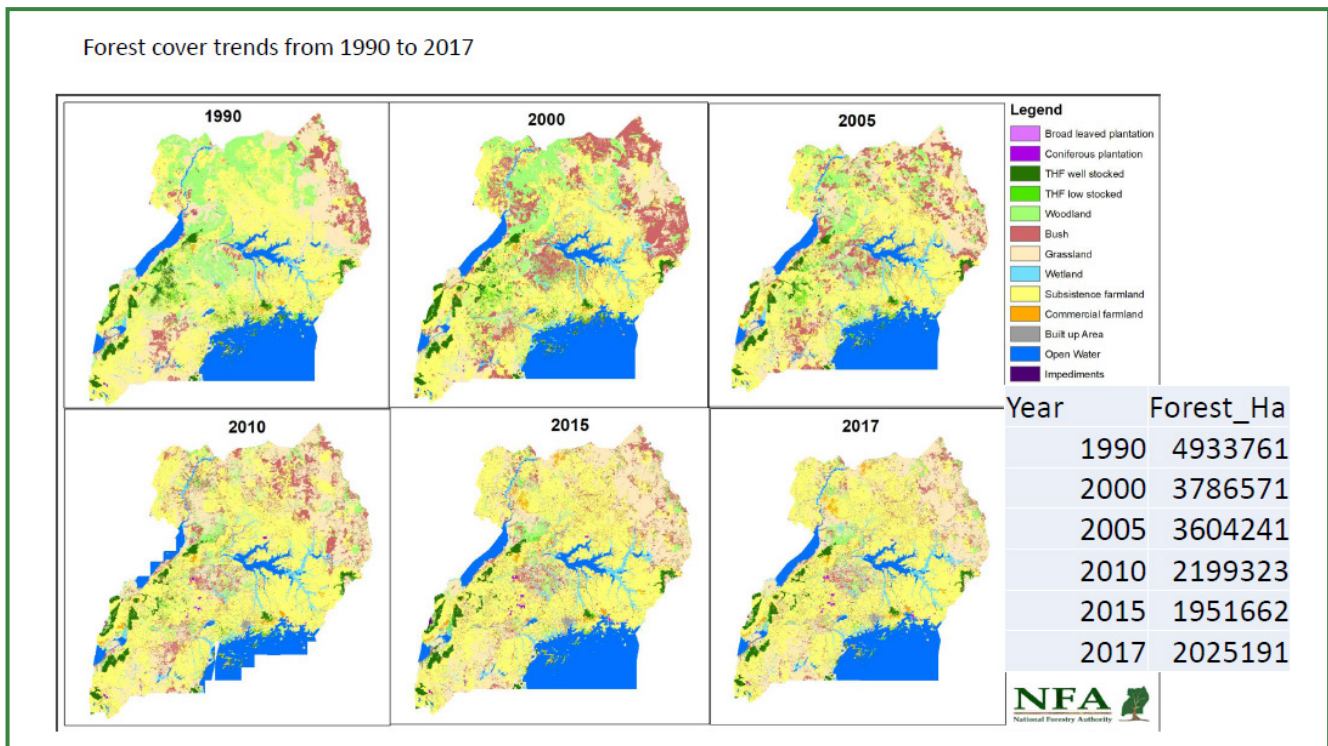 Forest cover trends from 1990 to 2017
1990
2000
2005
Legend
Broad leaved plantation
Coniferous plantation
THF well stocked
THF low stocked
Woodland
Bush
Grassland
Wetland
Subsistence farmland
Commercial farmland
Built up Area
Open Water
Impediments
2010
2015
2017
Year Forest_Ha
1990 4933761
2000 3786571
2005 3604241
2010 2199323
2015 1951662
2017 2025191
NFA
National Forestry Authority